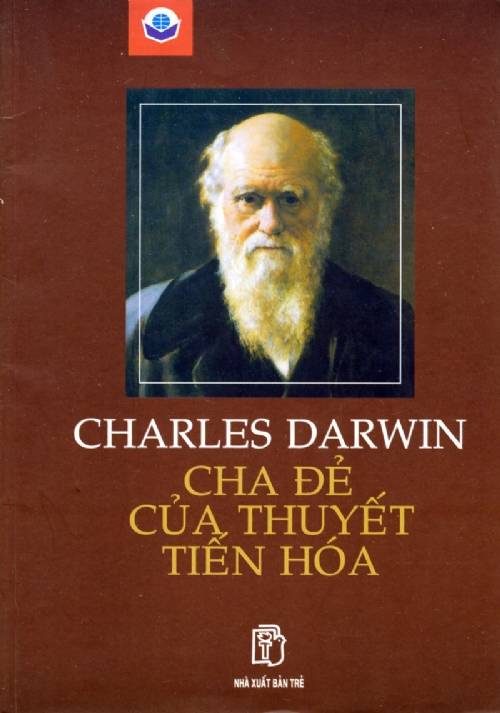 CHARLES DARWIN
CHA ĐẺ
CỦA THUYẾT
TIẾN HÓA
NHÀ XUẤT BẢN TRẺ